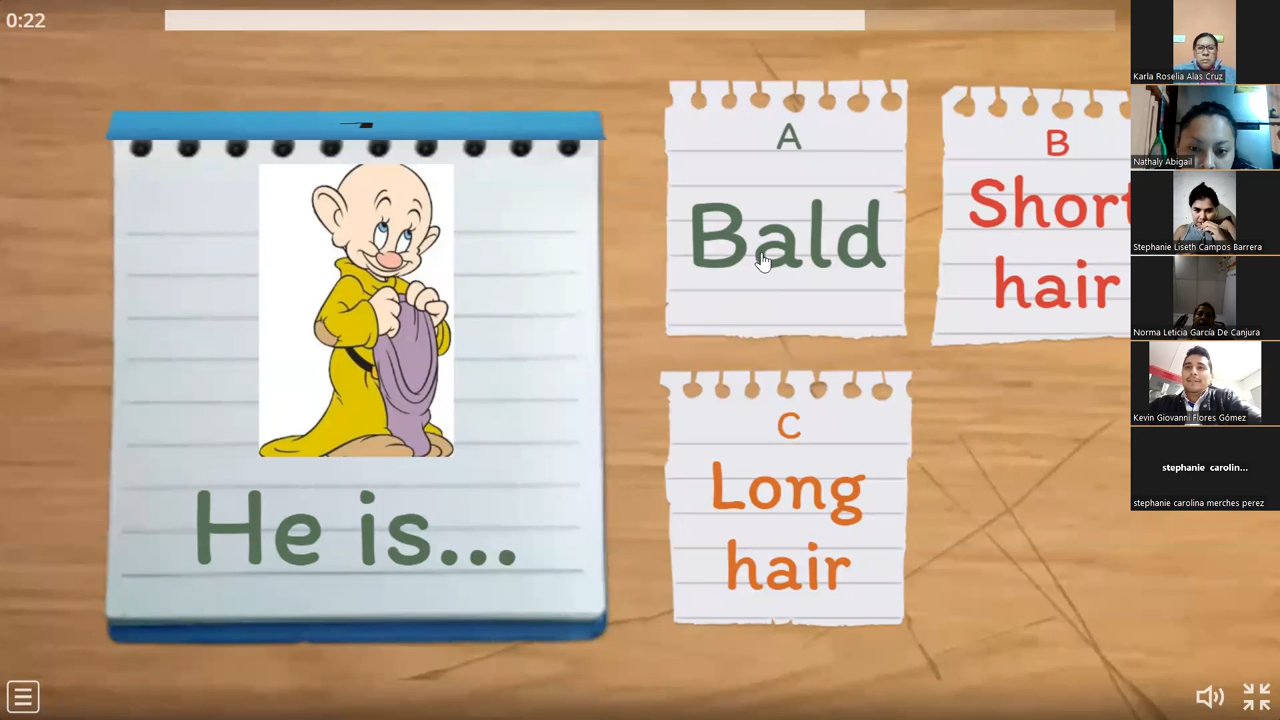 0:22
He is...
A
Bald
B
Short
hair
C
Long
hair
Karla Roselia Alas Cruz
Nathaly Abigail
Stephanie Liseth Campos Barrera
Norma Leticia García De Canjura
Kevin Giovanni Flores Gómez
stephanie carolin...
stephanie carolina merches perez